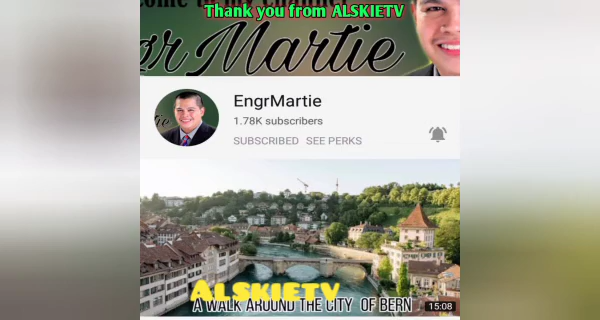 Thank you from ALSKIETV
gr Martie
EngrMartie
1.78K subscribers
SUBSCRIBED SEE PERKS
ALSKIETV
A WALK AROUND THE CITY OF BERN
15:08